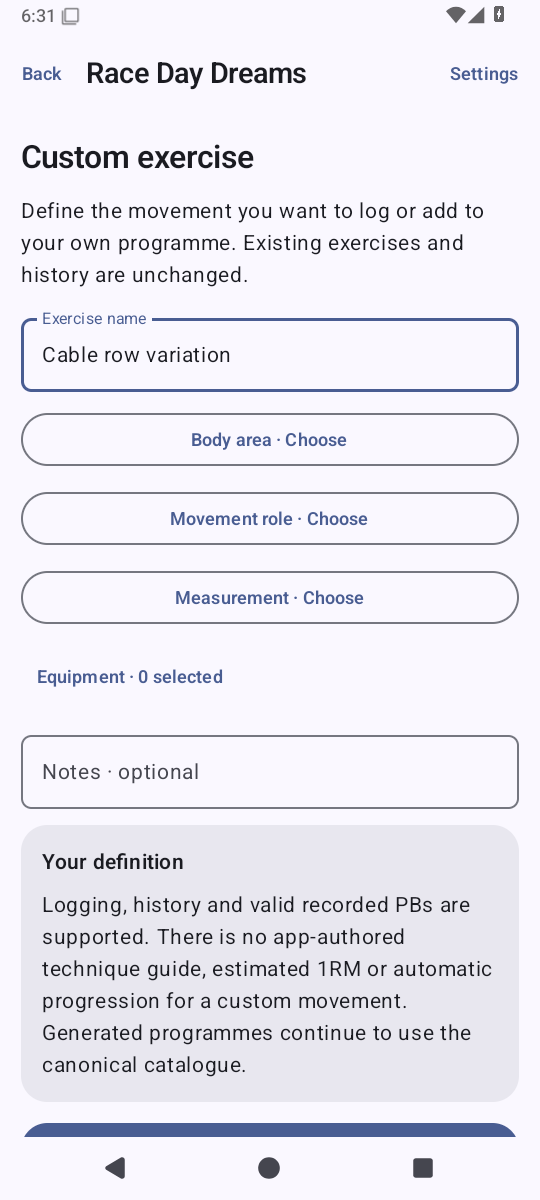 6:31
Back
Race Day Dreams
Settings
Custom exercise
Define the movement you want to log or add to
your own programme. Existing exercises and
history are unchanged.
Exercise name
Cable row variation
Body area · Choose
Movement role · Choose
Measurement · Choose
Equipment · 0 selected
Notes · optional
Your definition
Logging, history and valid recorded PBs are
supported. There is no app-authored
technique guide, estimated 1RM or automatic
progression for a custom movement.
Generated programmes continue to use the
canonical catalogue.